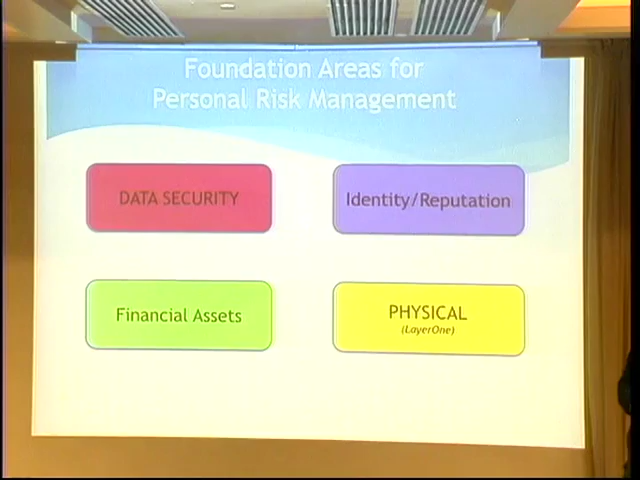 Foundation Areas for
Personal Risk Management
DATA SECURITY
Identity/Reputation
Financial Assets
PHYSICAL
(LayerOne)